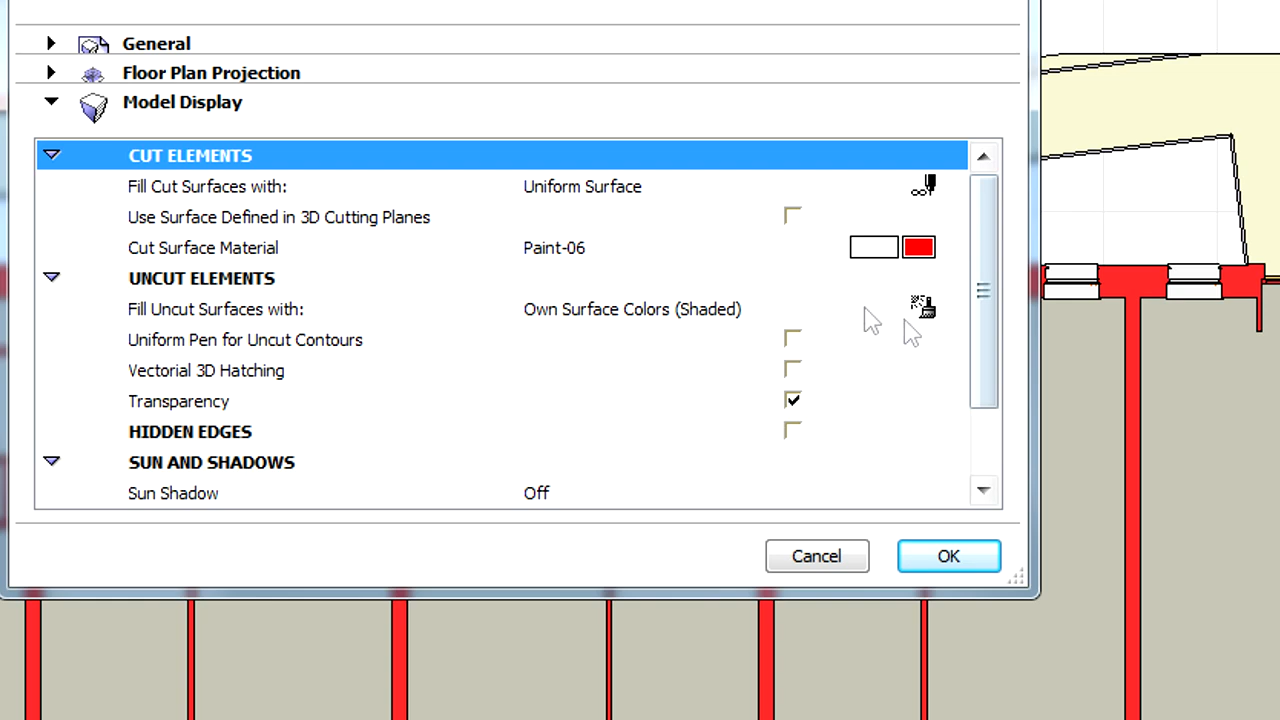 General
Floor Plan Projection
Model Display
CUT ELEMENTS
Fill Cut Surfaces with: Uniform Surface
Use Surface Defined in 3D Cutting Planes
Cut Surface Material Paint-06
UNCUT ELEMENTS
Fill Uncut Surfaces with: Own Surface Colors (Shaded)
Uniform Pen for Uncut Contours
Vectorial 3D Hatching
Transparency
HIDDEN EDGES
SUN AND SHADOWS
Sun Shadow Off
Cancel OK